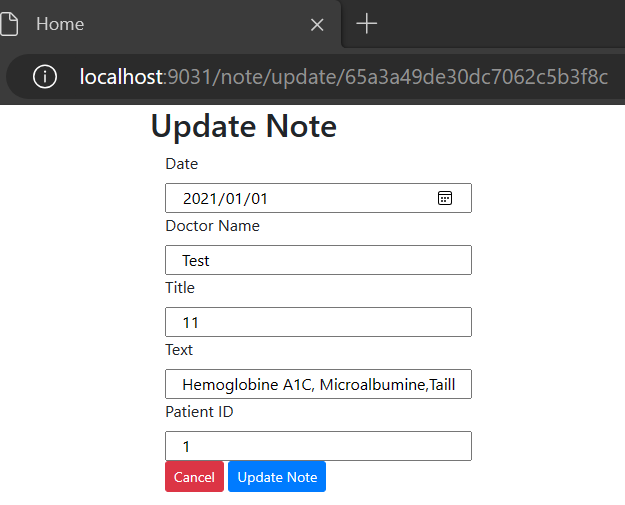 Home
localhost:9031/note/update/65a3a49de30dc7062c5b3f8c
Update Note
Date
2021/01/01
Doctor Name
Test
Title
11
Text
Hemoglobine A1C, Microalbumine,Taill
Patient ID
1
Cancel Update Note